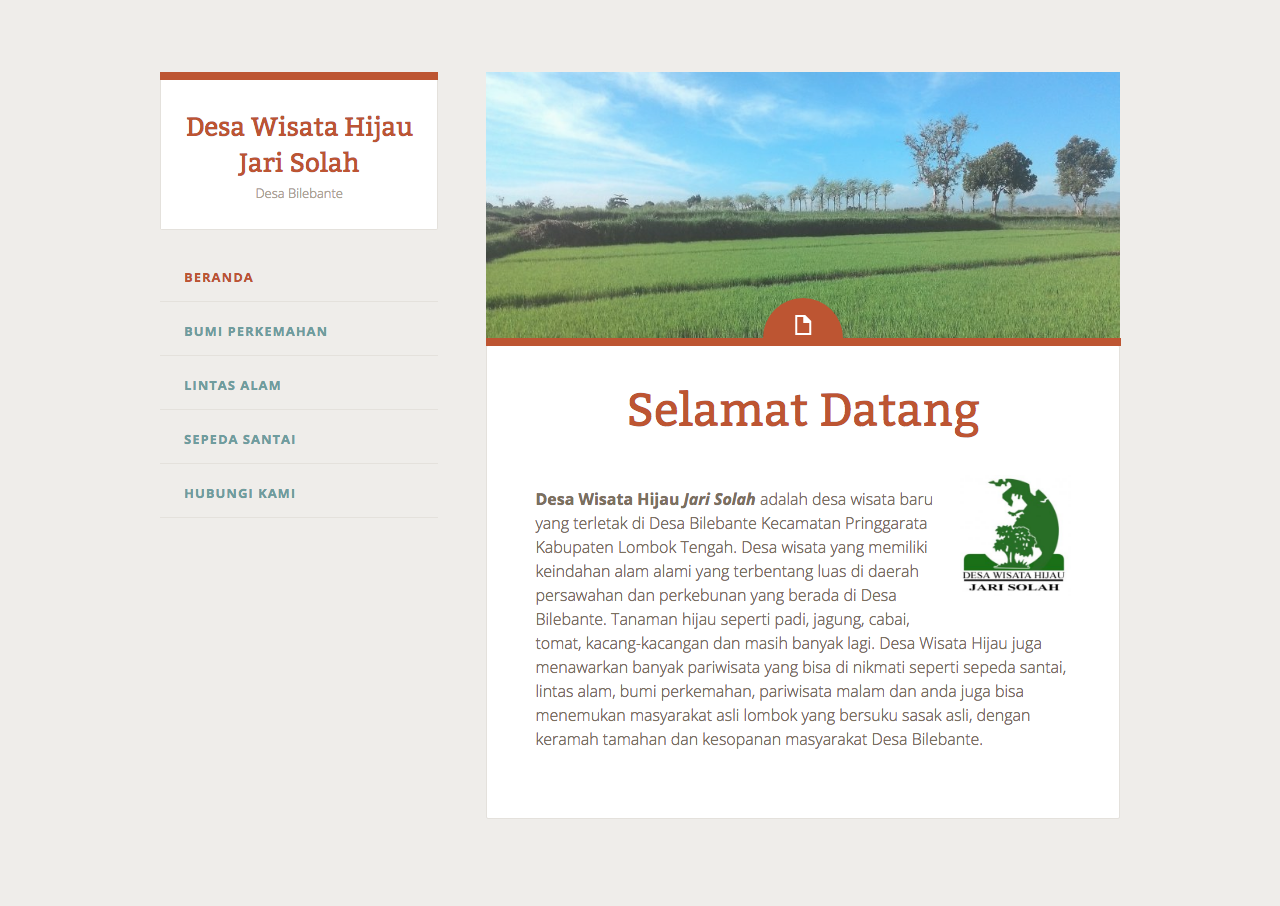 Desa Wisata Hijau
Jari Solah
Desa Bilebante
BERANDA
BUMI PERKEMAHAN
LINTAS ALAM
SEPEDA SANTAI
HUBUNGI KAMI
Selamat Datang
Desa Wisata Hijau Jari Solah adalah desa wisata baru
yang terletak di Desa Bilebante Kecamatan Pringgarata
Kabupaten Lombok Tengah. Desa wisata yang memiliki
keindahan alam alami yang terbentang luas di daerah
persawahan dan perkebunan yang berada di Desa
Bilebante. Tanaman hijau seperti padi, jagung, cabai,
tomat, kacang-kacangan dan masih banyak lagi. Desa Wisata Hijau juga
menawarkan banyak pariwisata yang bisa di nikmati seperti sepeda santai,
lintas alam, bumi perkemahan, pariwisata malam dan anda juga bisa
menemukan masyarakat asli lombok yang bersuku sasak asli, dengan
keramah tamahan dan kesopanan masyarakat Desa Bilebante.
DESA WISATA HIJAU
JARI SOLAH